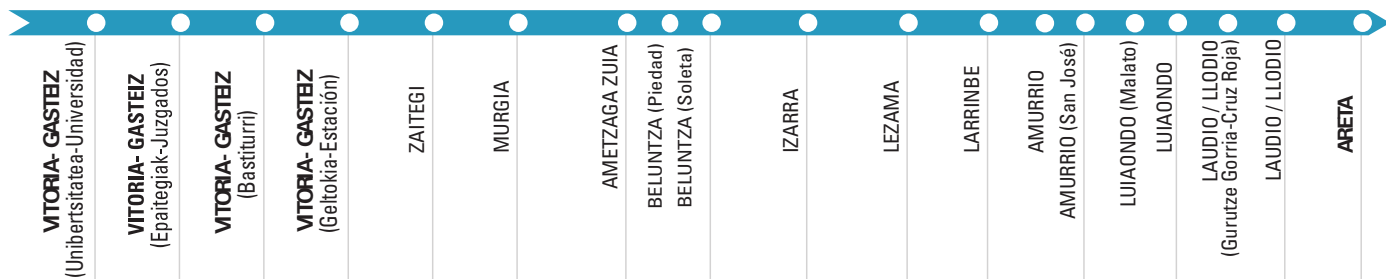 VITORIA- GASTEIZ
(Unibertsitatea-Universidad)
VITORIA- GASTEIZ
(Epaitegiak-Juzgados)
VITORIA- GASTEIZ
(Bastiturri)
VITORIA- GASTEIZ
(Geltokia-Estación)
ZAITEGI
MURGIA
AMETZAGA ZUIA
BELUNTZA (Piedad)
BELUNTZA (Soleta)
IZARRA
LEZAMA
LARRINBE
AMURRIO
AMURRIO (San José)
LUIAONDO (Malato)
LUIAONDO
LAUDIO / LLODIO
(Gurutze Gorria-Cruz Roja)
LAUDIO / LLODIO
ARETA